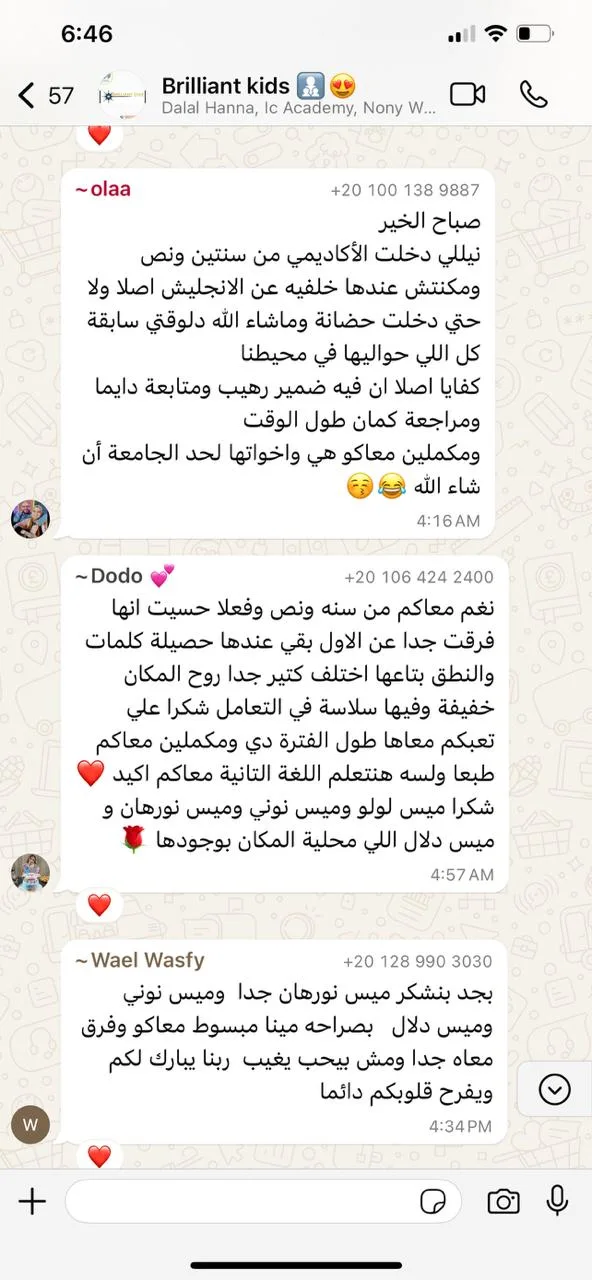 6:46
57
Brilliant kids 🚼😍
Dalal Hanna, Ic Academy, Nony W...
~olaa +20 100 138 9887
صباح الخير
نيللي دخلت الأكاديمي من سنتين ونص
ومكنتش عندها خلفيه عن الانجليش اصلا ولا
حتي دخلت حضانة وماشاء الله دلوقتي سابقة
كل اللي حواليها في محيطنا
كفايا اصلا ان فيه ضمير رهيب ومتابعة دايما
ومراجعة كمان طول الوقت
ومكملين معاكو هي واخواتها لحد الجامعة أن
شاء الله 😂😚
4:16 AM
~Dodo 💕 +20 106 424 2400
نغم معاكم من سنه ونص وفعلا حسيت انها
فرقت جدا عن الاول بقي عندها حصيلة كلمات
والنطق بتاعها اختلف كتير جدا روح المكان
خفيفة وفيها سلاسة في التعامل شكرا علي
تعبكم معاها طول الفترة دي ومكملين معاكم
طبعا ولسه هنتعلم اللغة التانية معاكم اكيد ❤️
شكرا ميس لولو وميس نوني وميس نورهان و
ميس دلال اللي محلية المكان بوجودها 🌹
4:57 AM
~Wael Wasfy +20 128 990 3030
بجد بنشكر ميس نورهان جدا وميس نوني
وميس دلال بصراحه مينا مبسوط معاكو وفرق
معاه جدا ومش بيحب يغيب ربنا يبارك لكم
ويفرح قلوبكم دائما
4:34 PM
W